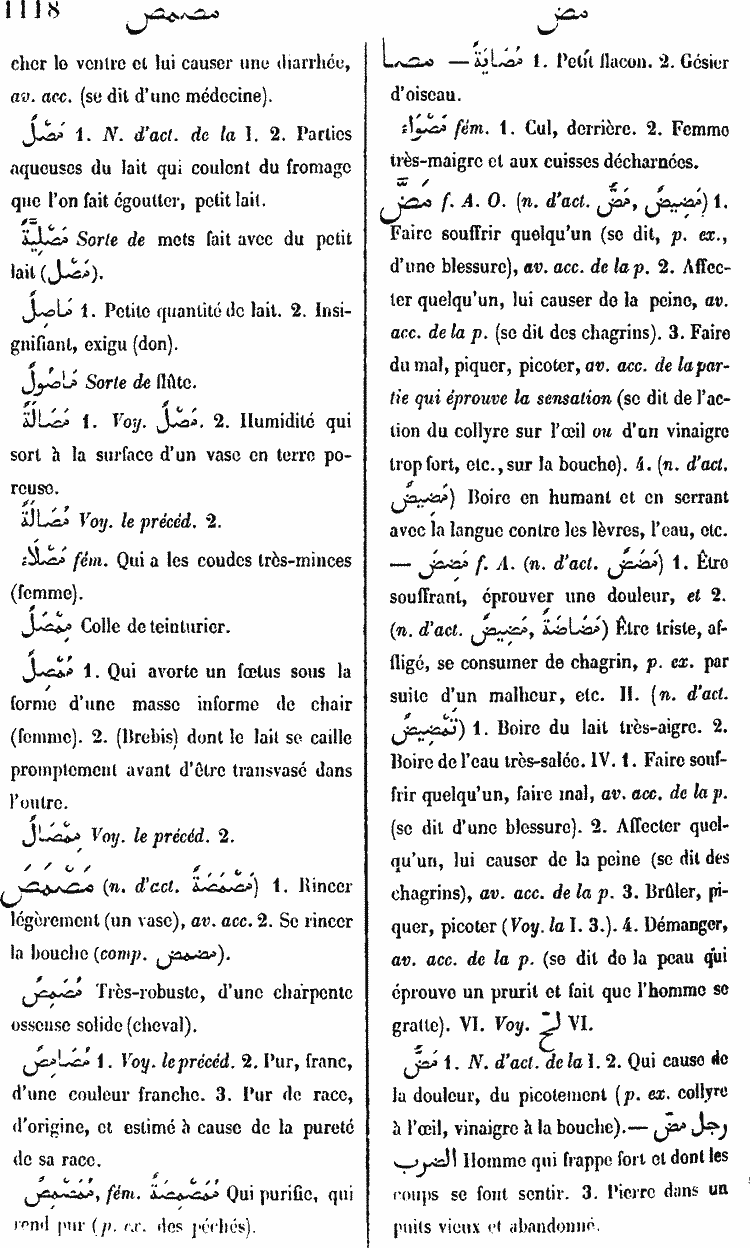 1118 مصمص مض
cher le ventre et lui causer une diarrhée,
av. acc. (se dit d'une médecine).
مَصْلٌ 1. N. d'act. de la I. 2. Parties
aqueuses du lait qui coulent du fromage
que l'on fait égoutter, petit lait.
مَصْلِيَّةٌ Sorte de mets fait avec du petit
lait (مَصْل).
مَاصِلٌ 1. Petite quantité de lait. 2. Insi-
gnifiant, exigu (don).
مَاصُولٌ Sorte de flûte.
مَصَالَةٌ 1. Voy. مَصْلٌ. 2. Humidité qui
sort à la surface d'un vase en terre po-
reuse.
مُصَالَةٌ Voy. le précéd. 2.
مَصْلَاءُ fém. Qui a les coudes très-minces
(femme).
مِمْصَلٌ Colle de teinturier.
مُمْصِلٌ 1. Qui avorte un fœtus sous la
forme d'une masse informe de chair
(femme). 2. (Brebis) dont le lait se caille
promptement avant d'être transvasé dans
l'outre.
مِمْصَالٌ Voy. le précéd. 2.
مَصْمَصَ (n. d'act. مَصْمَصَةٌ) 1. Rincer
légèrement (un vase), av. acc. 2. Se rincer
la bouche (comp. مضمض).
مُصَمِصٌ Très-robuste, d'une charpente
osseuse solide (cheval).
مُصَامِصٌ 1. Voy. le précéd. 2. Pur, franc,
d'une couleur franche. 3. Pur de race,
d'origine, et estimé à cause de la pureté
de sa race.
مُمَصْمِصٌ, fém. مُمَصْمِصَةٌ Qui purifie, qui
rend pur (p. ex. des péchés).
مصا — مُضَايَةٌ 1. Petit flacon. 2. Gésier
d'oiseau.
مَصْوَاءُ fém. 1. Cul, derrière. 2. Femme
très-maigre et aux cuisses décharnées.
مَضَّ f. A. O. (n. d'act. مَضٌّ, مَضِيضٌ) 1.
Faire souffrir quelqu'un (se dit, p. ex.,
d'une blessure), av. acc. de la p. 2. Affec-
ter quelqu'un, lui causer de la peine, av.
acc. de la p. (se dit des chagrins). 3. Faire
du mal, piquer, picoter, av. acc. de la par-
tie qui éprouve la sensation (se dit de l'ac-
tion du collyre sur l'œil ou d'un vinaigre
trop fort, etc., sur la bouche). 4. (n. d'act.
مَضِيضٌ) Boire en humant et en serrant
avec la langue contre les lèvres, l'eau, etc.
— مَضِضَ f. A. (n. d'act. مَضَضٌ) 1. Être
souffrant, éprouver une douleur, et 2.
(n. d'act. مَضِيضٌ, مَضَاضَةٌ) Être triste, af-
fligé, se consumer de chagrin, p. ex. par
suite d'un malheur, etc. II. (n. d'act.
تَمْضِيضٌ) 1. Boire du lait très-aigre. 2.
Boire de l'eau très-salée. IV. 1. Faire souf-
frir quelqu'un, faire mal, av. acc. de la p.
(se dit d'une blessure). 2. Affecter quel-
qu'un, lui causer de la peine (se dit des
chagrins), av. acc. de la p. 3. Brûler, pi-
quer, picoter (Voy. la I. 3.). 4. Démanger,
av. acc. de la p. (se dit de la peau qui
éprouve un prurit et fait que l'homme se
gratte). VI. Voy. لحّ VI.
مَضٌّ 1. N. d'act. de la I. 2. Qui cause de
la douleur, du picotement (p. ex. collyre
à l'œil, vinaigre à la bouche).— رجل مضّ
الضرب Homme qui frappe fort et dont les
coups se font sentir. 3. Pierre dans un
puits vieux et abandonné.